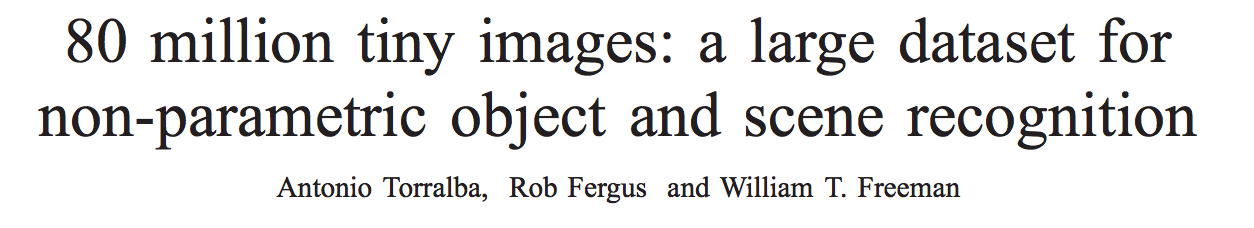 80 million tiny images: a large dataset for
non-parametric object and scene recognition
Antonio Torralba, Rob Fergus and William T. Freeman